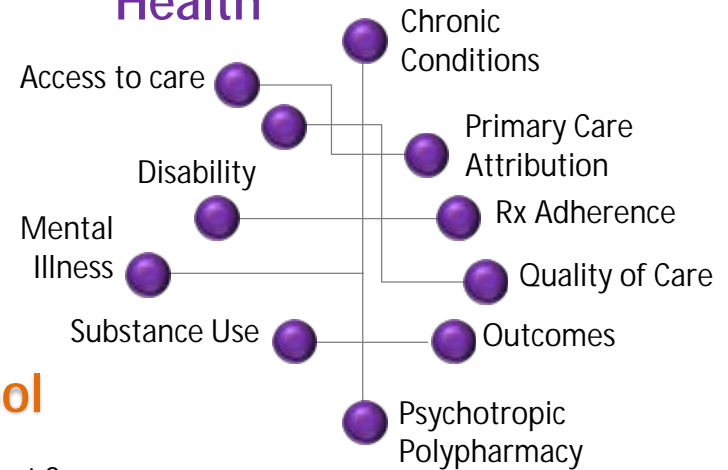 Health
Chronic
Conditions
Access to care
Primary Care
Attribution
Disability
Rx Adherence
Mental
Illness
Quality of Care
Substance Use
Outcomes
ol
Psychotropic
Polypharmacy